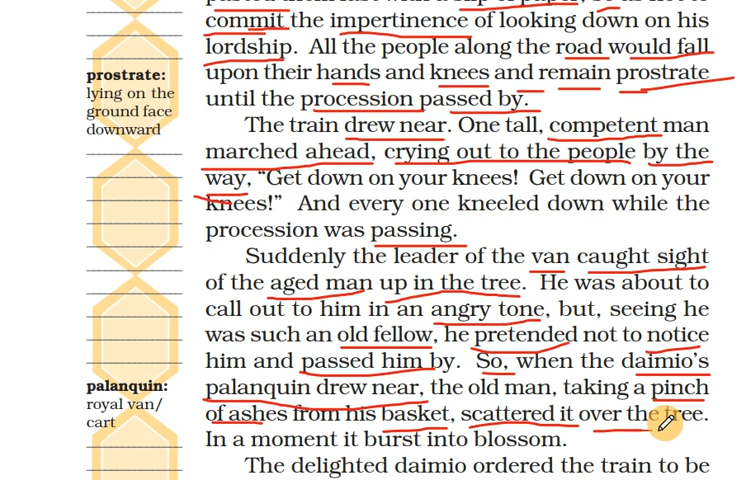 commit the impertinence of looking down on his
lordship. All the people along the road would fall
upon their hands and knees and remain prostrate
until the procession passed by.
The train drew near. One tall, competent man
marched ahead, crying out to the people by the
way, “Get down on your knees! Get down on your
knees!” And every one kneeled down while the
procession was passing.
Suddenly the leader of the van caught sight
of the aged man up in the tree. He was about to
call out to him in an angry tone, but, seeing he
was such an old fellow, he pretended not to notice
him and passed him by. So, when the daimio’s
palanquin drew near, the old man, taking a pinch
of ashes from his basket, scattered it over the tree.
In a moment it burst into blossom.
The delighted daimio ordered the train to be
prostrate:
lying on the
ground face
downward
palanquin:
royal van/
cart